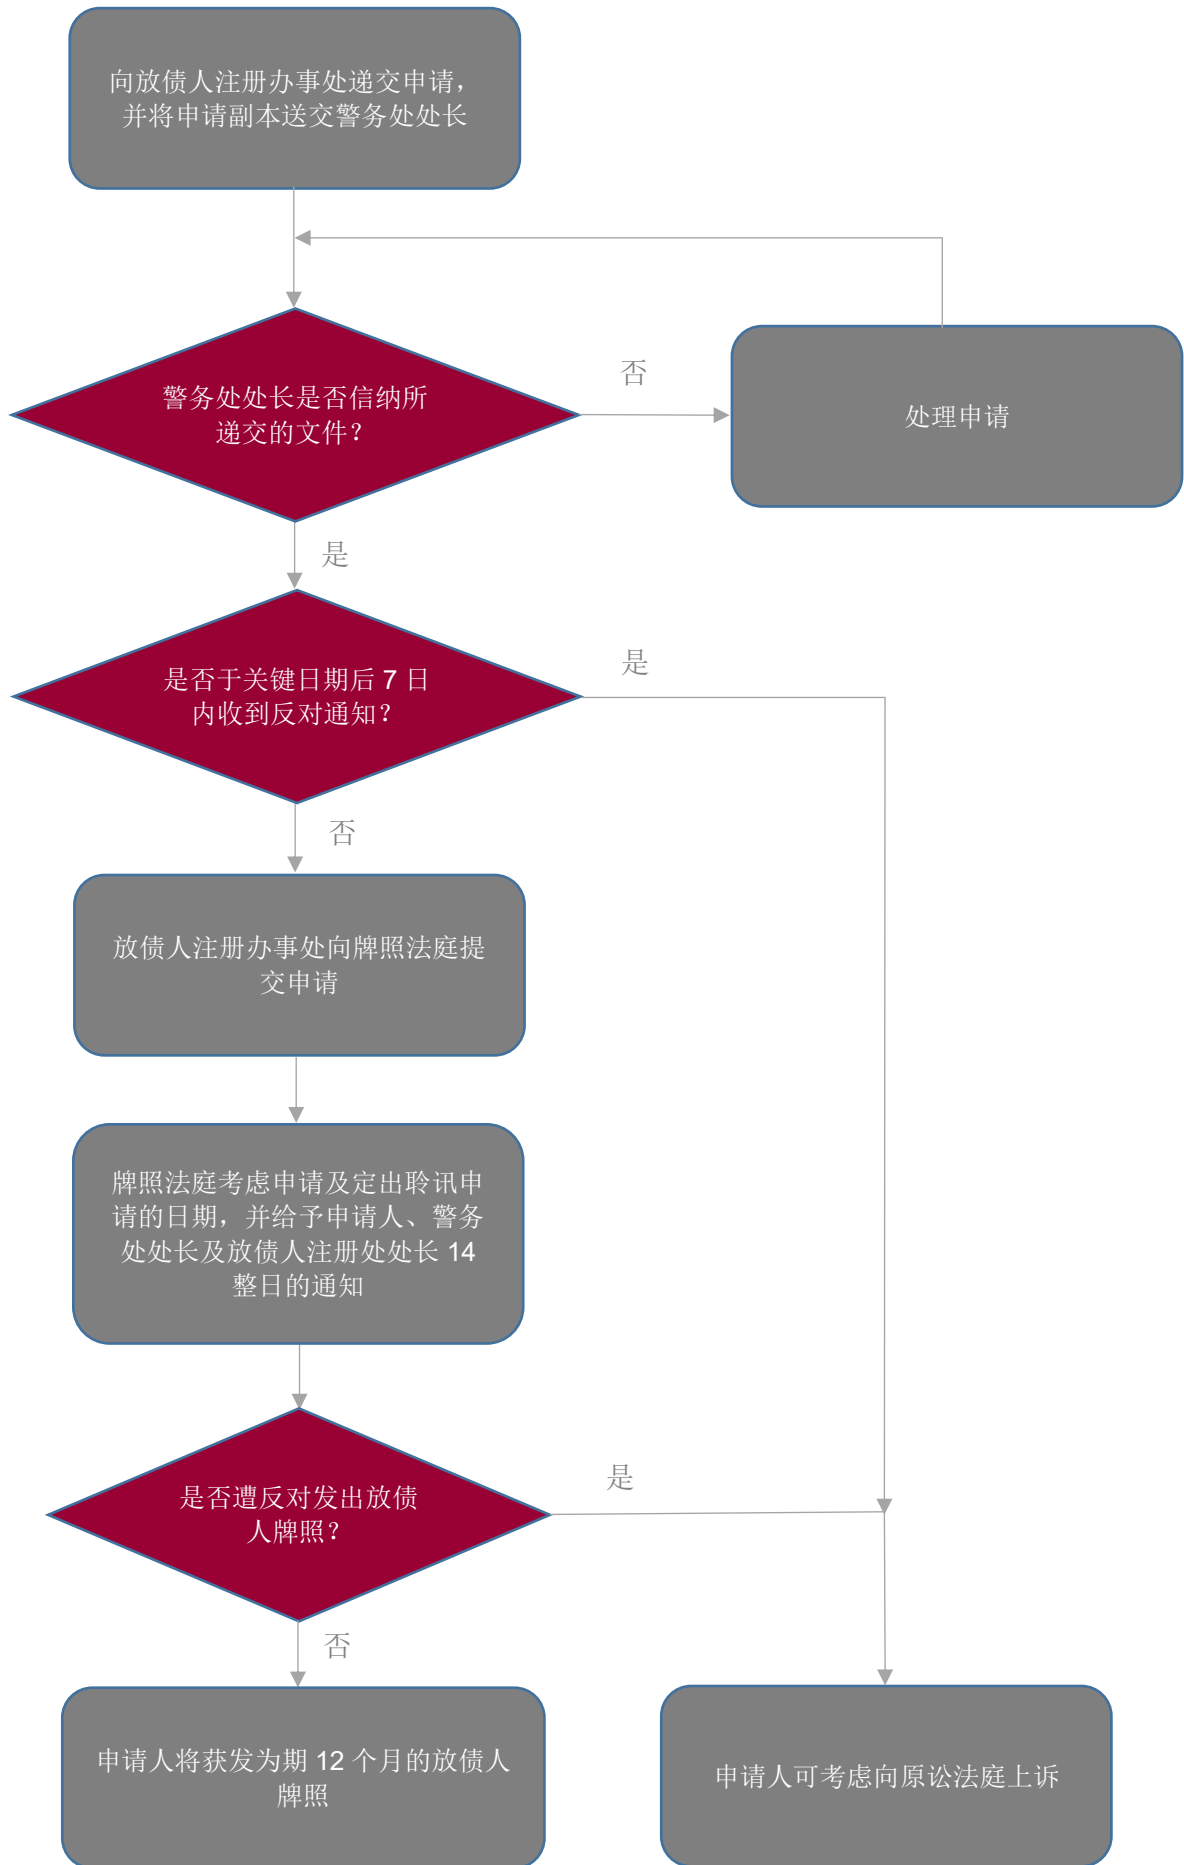 向放债人注册办事处递交申请，
并将申请副本送交警务处处长
否
警务处处长是否信纳所
递交的文件？
处理申请
是
是
是否于关键日期后 7 日
内收到反对通知？
否
放债人注册办事处向牌照法庭提
交申请
牌照法庭考虑申请及定出聆讯申
请的日期，并给予申请人、警务
处处长及放债人注册处处长 14
整日的通知
是
是否遭反对发出放债
人牌照？
否
申请人将获发为期 12 个月的放债人
牌照
申请人可考虑向原讼法庭上诉